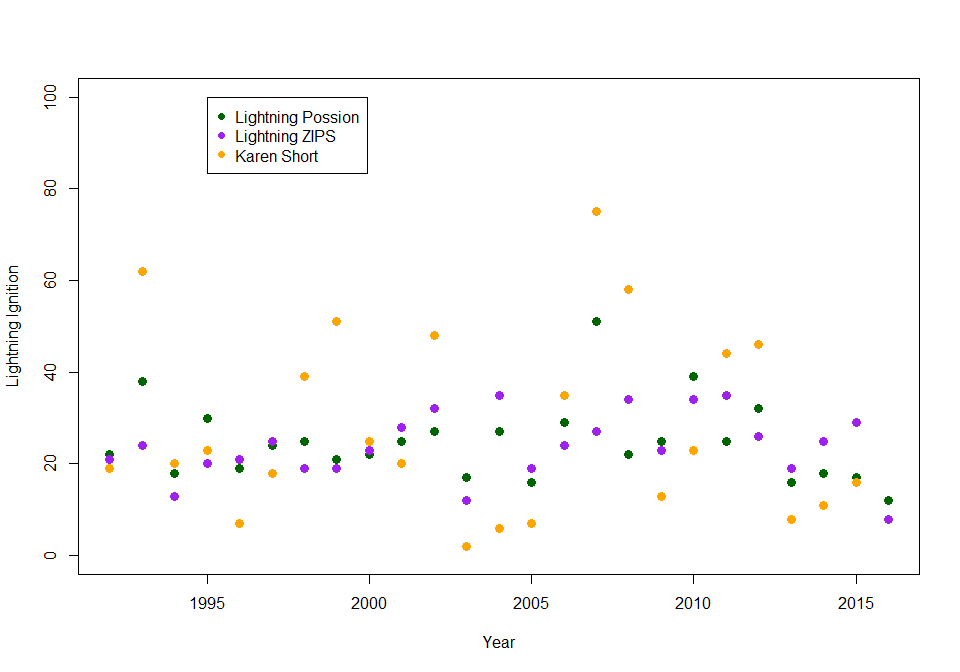 100
80
60
40
20
0
Lightning Ignition
Lightning Possion
Lightning ZIPS
Karen Short
1995
2000
2005
2010
2015
Year